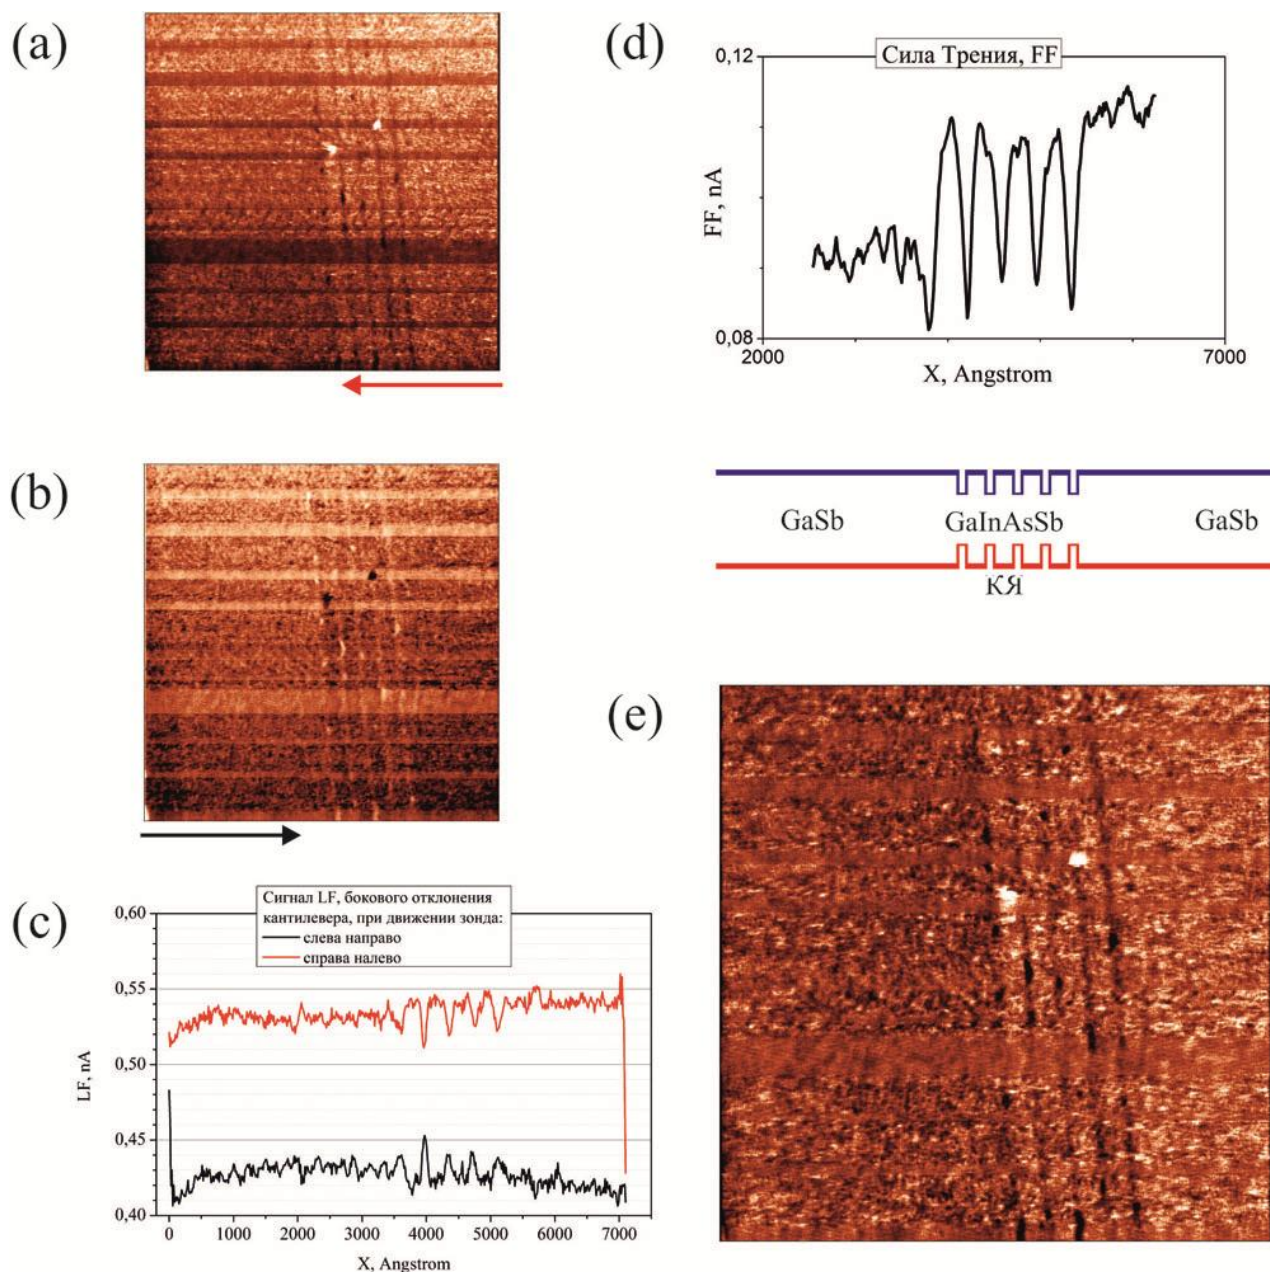 (a)
(b)
(c)
Сигнал LF, бокового отклонения
кантилевера, при движении зонда:
слева направо
справа налево
LF, nA
0,60
0,55
0,50
0,45
0,40
0
1000
2000
3000
4000
5000
6000
7000
X, Angstrom
(d)
Сила Трения, FF
FF, nA
0,12
0,08
2000
7000
X, Angstrom
GaSb
GaInAsSb
GaSb
КЯ
(e)